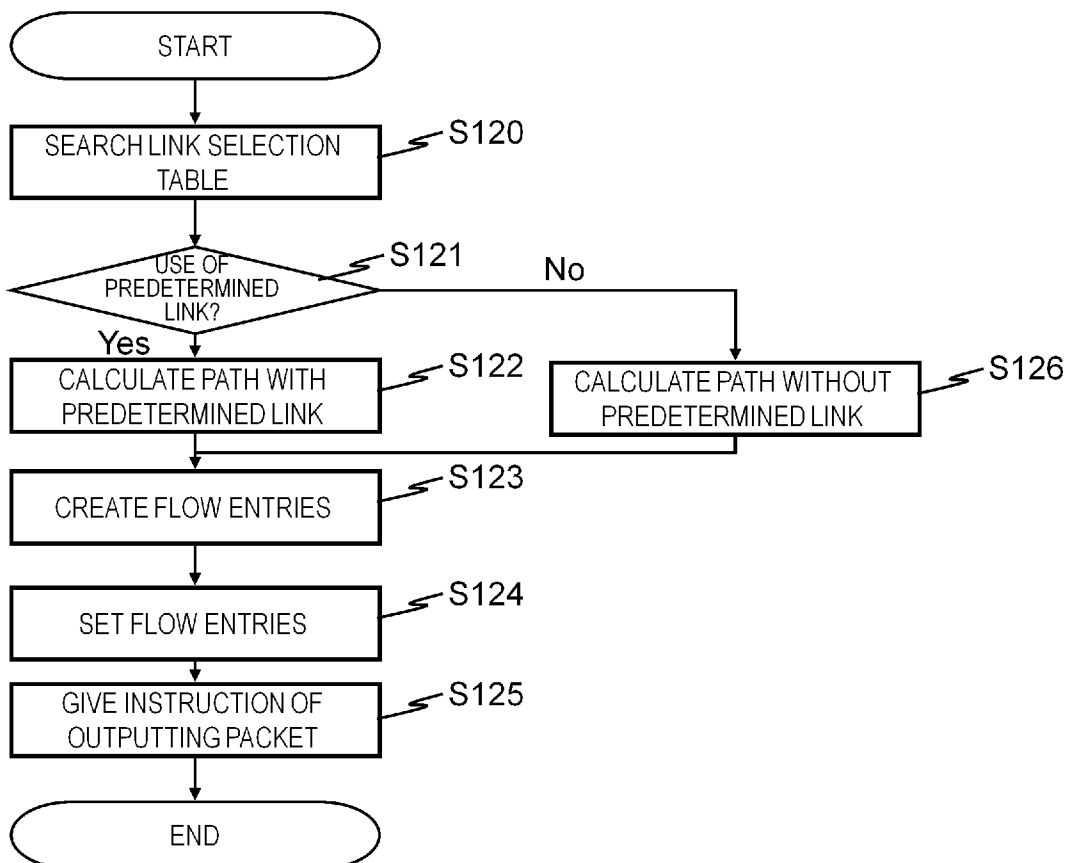 START
SEARCH LINK SELECTION
TABLE
S120
USE OF
PREDETERMINED
LINK?
S121
No
Yes
CALCULATE PATH WITH
PREDETERMINED LINK
S122
CALCULATE PATH WITHOUT
PREDETERMINED LINK
S126
CREATE FLOW ENTRIES
S123
SET FLOW ENTRIES
S124
GIVE INSTRUCTION OF
OUTPUTTING PACKET
S125
END